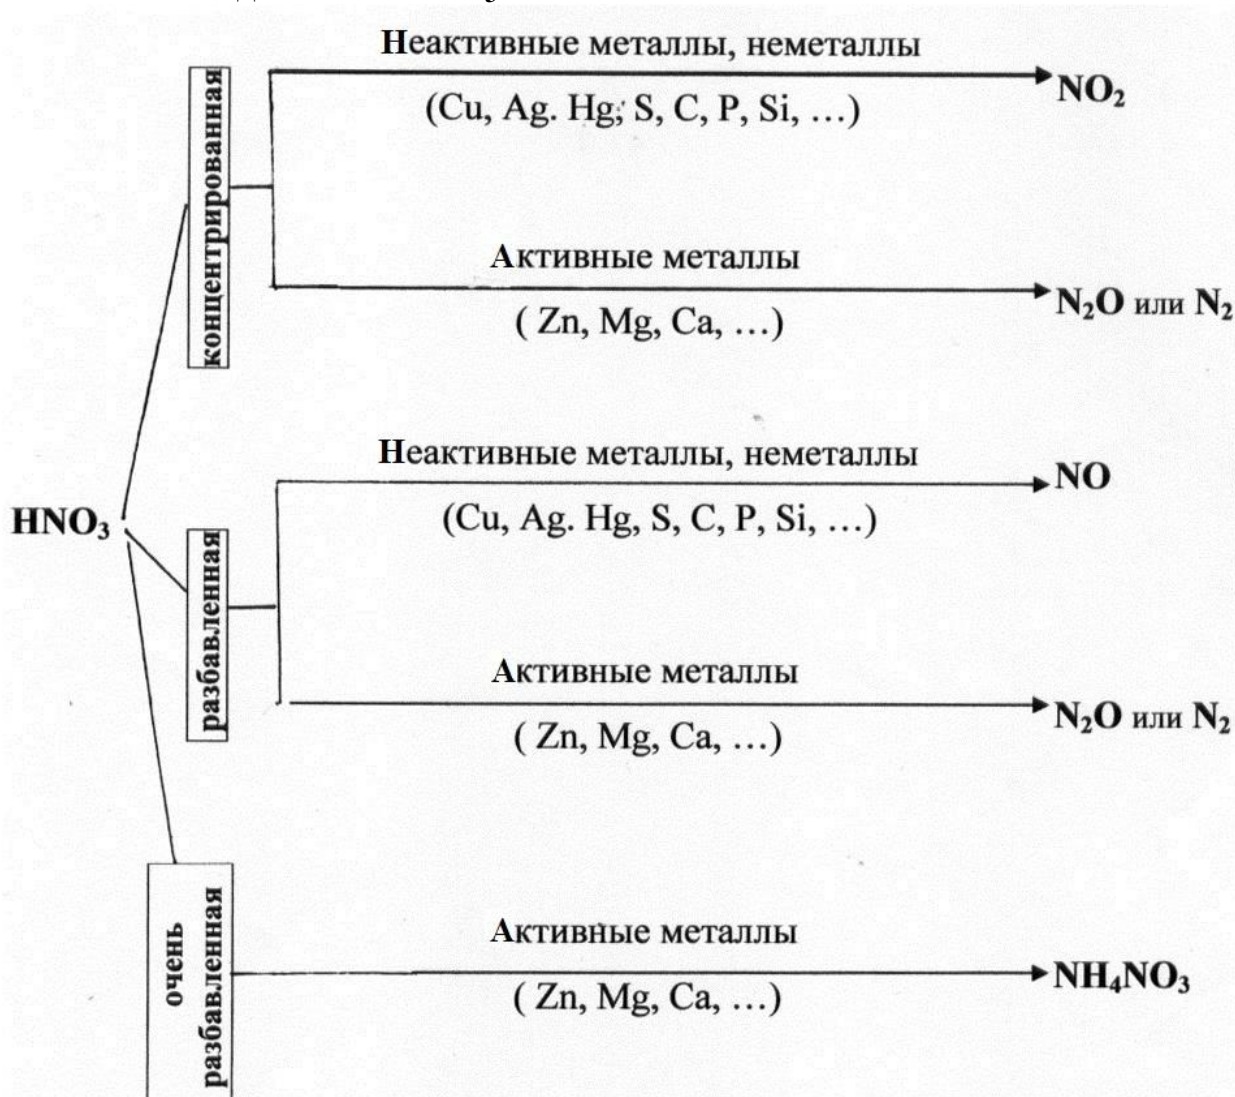 Неактивные металлы, неметаллы
(Cu, Ag. Hg; S, C, P, Si, …)
NO₂
концентрированная
Активные металлы
( Zn, Mg, Ca, …)
N₂O или N₂
Неактивные металлы, неметаллы
(Cu, Ag. Hg, S, C, P, Si, …)
NO
HNO₃
разбавленная
Активные металлы
( Zn, Mg, Ca, …)
N₂O или N₂
очень
разбавленная
Активные металлы
( Zn, Mg, Ca, …)
NH₄NO₃